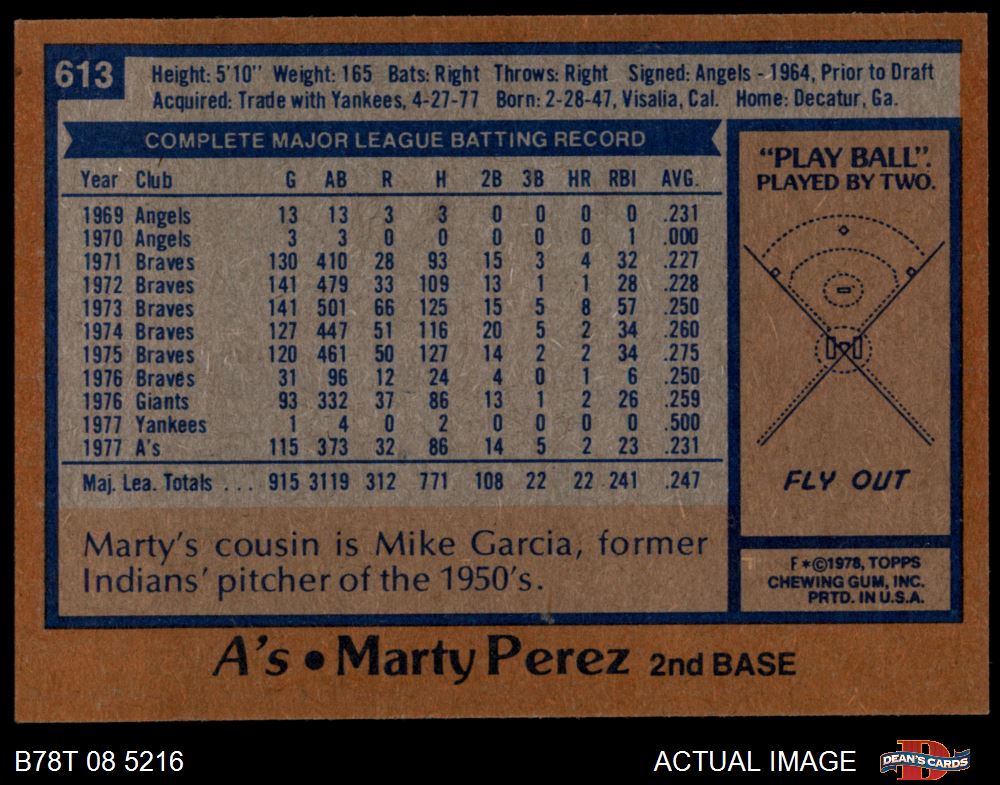 613
Height: 5'10" Weight: 165 Bats: Right Throws: Right Signed: Angels - 1964, Prior to Draft
Acquired: Trade with Yankees, 4-27-77 Born: 2-28-47, Visalia, Cal. Home: Decatur, Ga.
COMPLETE MAJOR LEAGUE BATTING RECORD
Year Club G AB R H 2B 3B HR RBI AVG.
1969 Angels 13 13 3 3 0 0 0 0 .231
1970 Angels 3 3 0 0 0 0 0 1 .000
1971 Braves 130 410 28 93 15 3 4 32 .227
1972 Braves 141 479 33 109 13 1 1 28 .228
1973 Braves 141 501 66 125 15 5 8 57 .250
1974 Braves 127 447 51 116 20 5 2 34 .260
1975 Braves 120 461 50 127 14 2 2 34 .275
1976 Braves 31 96 12 24 4 0 1 6 .250
1976 Giants 93 332 37 86 13 1 2 26 .259
1977 Yankees 1 4 0 2 0 0 0 0 .500
1977 A's 115 373 32 86 14 5 2 23 .231
Maj. Lea. Totals ... 915 3119 312 771 108 22 22 241 .247
Marty's cousin is Mike Garcia, former
Indians' pitcher of the 1950's.
"PLAY BALL".
PLAYED BY TWO.
FLY OUT
F*©1978, TOPPS
CHEWING GUM, INC.
PRTD. IN U.S.A.
A's • Marty Perez 2nd BASE
B78T 08 5216
ACTUAL IMAGE
D
DEAN'S CARDS